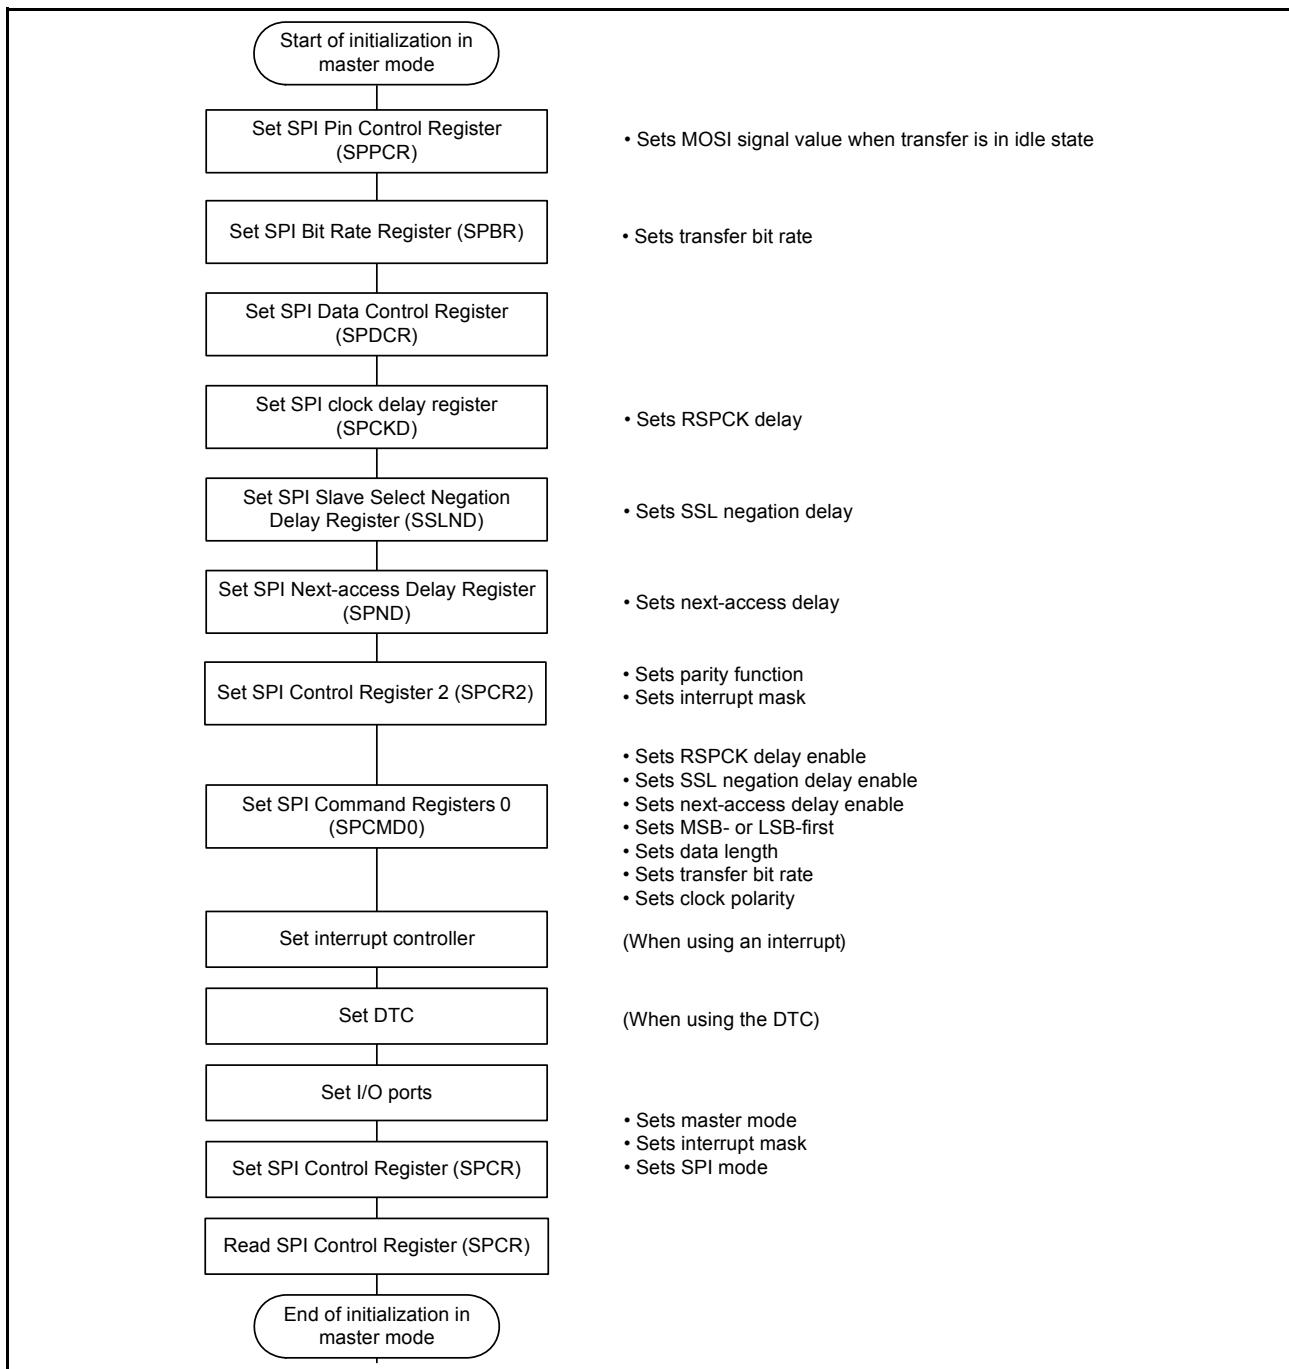 Start of initialization in
master mode
Set SPI Pin Control Register
(SPPCR)
• Sets MOSI signal value when transfer is in idle state
Set SPI Bit Rate Register (SPBR)
• Sets transfer bit rate
Set SPI Data Control Register
(SPDCR)
Set SPI clock delay register
(SPCKD)
• Sets RSPCK delay
Set SPI Slave Select Negation
Delay Register (SSLND)
• Sets SSL negation delay
Set SPI Next-access Delay Register
(SPND)
• Sets next-access delay
Set SPI Control Register 2 (SPCR2)
• Sets parity function
• Sets interrupt mask
Set SPI Command Registers 0
(SPCMD0)
• Sets RSPCK delay enable
• Sets SSL negation delay enable
• Sets next-access delay enable
• Sets MSB- or LSB-first
• Sets data length
• Sets transfer bit rate
• Sets clock polarity
Set interrupt controller
(When using an interrupt)
Set DTC
(When using the DTC)
Set I/O ports
Set SPI Control Register (SPCR)
• Sets master mode
• Sets interrupt mask
• Sets SPI mode
Read SPI Control Register (SPCR)
End of initialization in
master mode